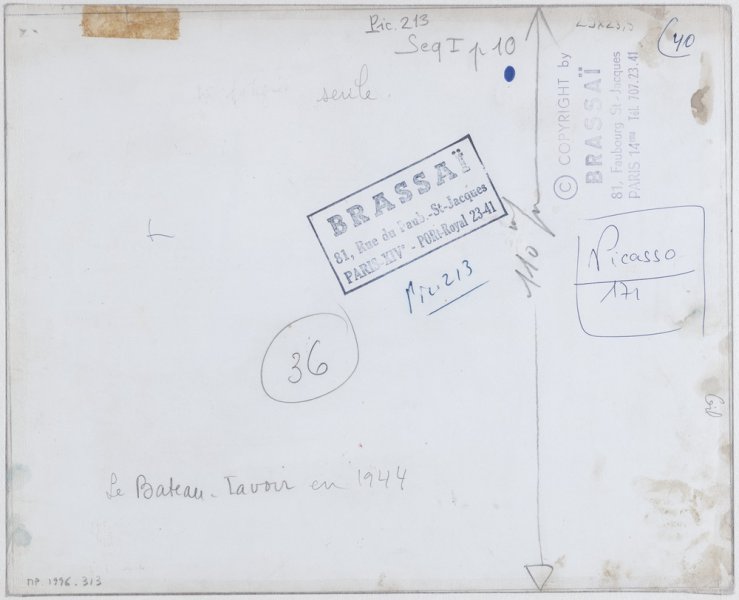 Pic. 213
Seq I p 10
40
seule.
© COPYRIGHT by
BRASSAÏ
81, Faubourg St-Jacques
PARIS 14me Tél. 707.23.41
BRASSAÏ
81, Rue du Faub.-St-Jacques
PARIS-XIVe - PORt-Royal 23-41
Pic 213
110 m/m
Picasso
171
36
Le Bateau-Lavoir en 1944
MP. 1996.313